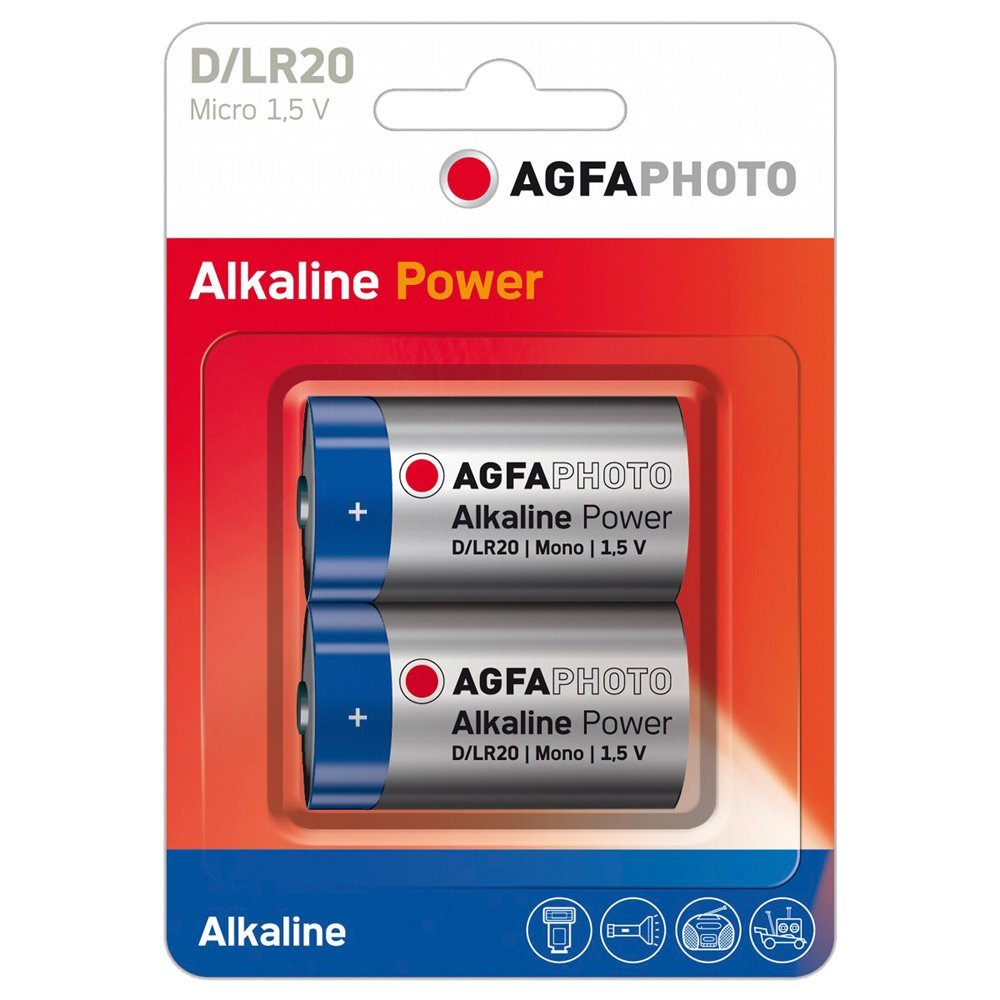 D/LR20
Micro 1,5 V
AGFAPHOTO
Alkaline Power
+
AGFAPHOTO
Alkaline Power
D/LR20 | Mono | 1,5 V
+
AGFAPHOTO
Alkaline Power
D/LR20 | Mono | 1,5 V
Alkaline